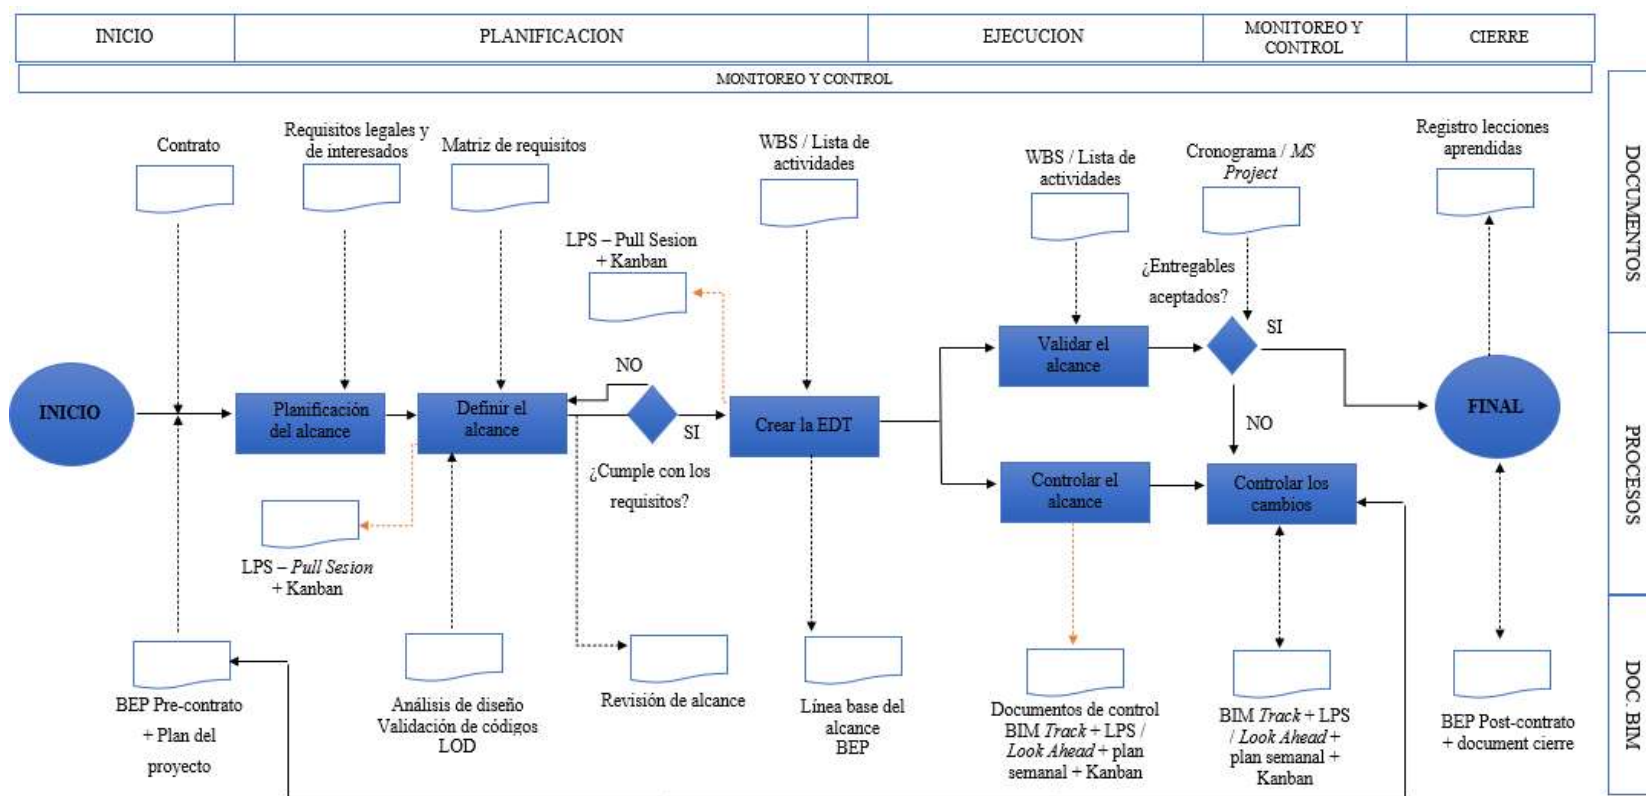 INICIO
PLANIFICACION
EJECUCION
MONITOREO Y
CONTROL
CIERRE
MONITOREO Y CONTROL
Contrato
Requisitos legales y
de interesados
Matriz de requisitos
WBS / Lista de
actividades
WBS / Lista de
actividades
Cronograma / MS
Project
Registro lecciones
aprendidas
DOCUMENTOS
LPS – Pull Sesion
+ Kanban
¿Entregables
aceptados?
SI
NO
INICIO
Planificación
del alcance
Definir el
alcance
NO
SI
¿Cumple con los
requisitos?
Crear la EDT
Validar el
alcance
Controlar el
alcance
Controlar los
cambios
FINAL
PROCESOS
LPS – Pull Sesion
+ Kanban
BEP Pre-contrato
+ Plan del
proyecto
Análisis de diseño
Validación de códigos
LOD
Revisión de alcance
Línea base del
alcance
BEP
Documentos de control
BIM Track + LPS /
Look Ahead + plan
semanal + Kanban
BIM Track + LPS
/ Look Ahead +
plan semanal +
Kanban
BEP Post-contrato
+ document cierre
DOC. BIM